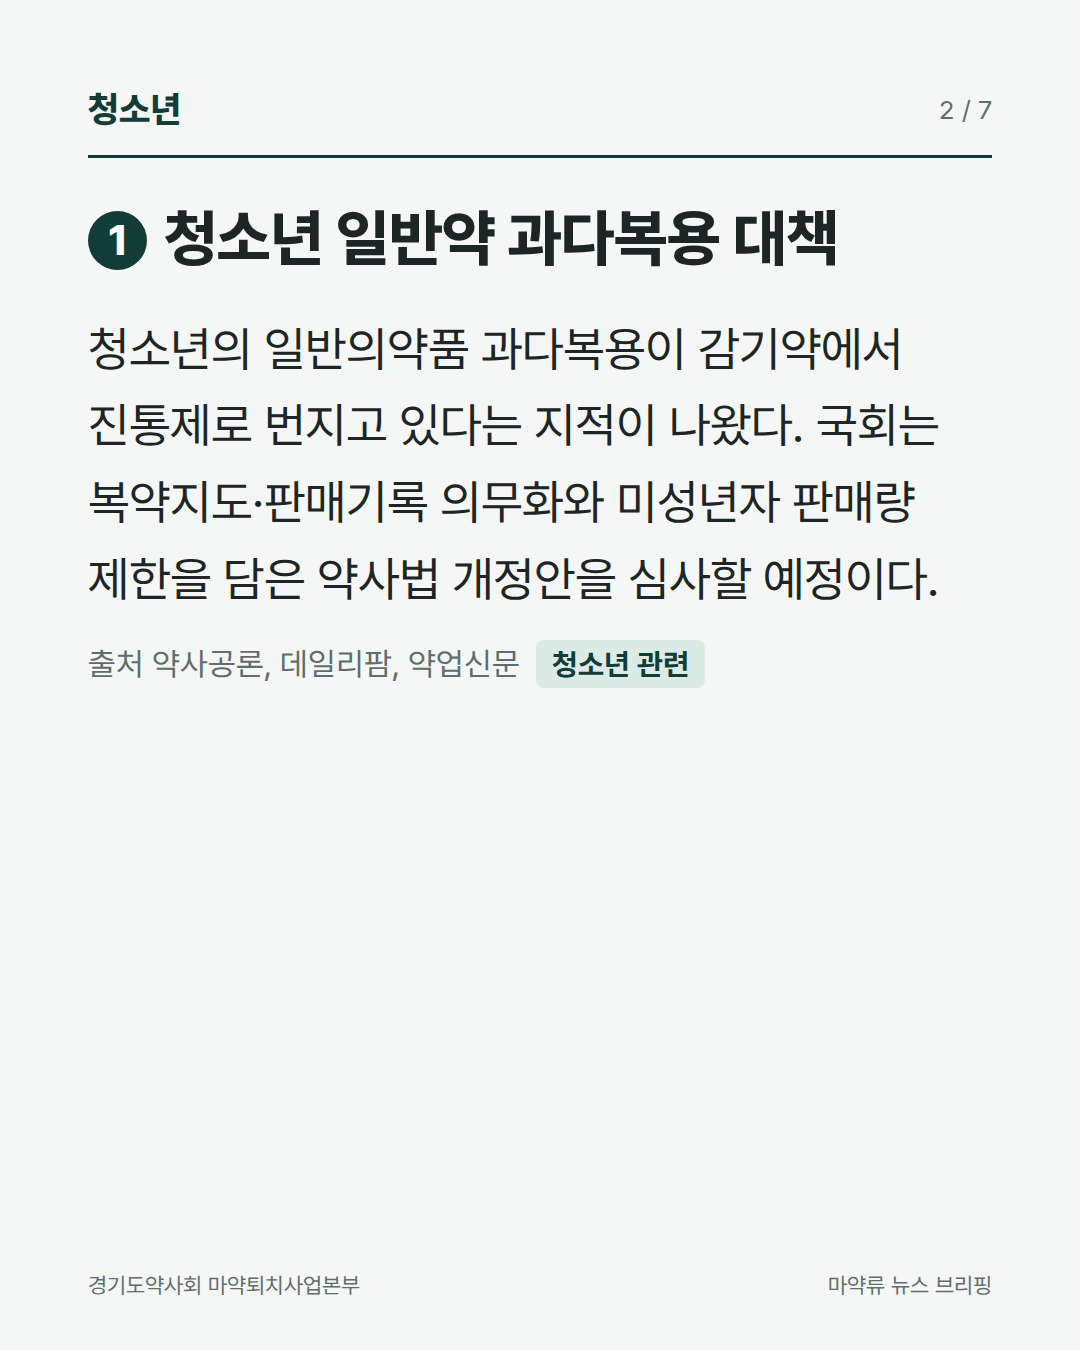 청소년
2 / 7
1 청소년 일반약 과다복용 대책
청소년의 일반의약품 과다복용이 감기약에서
진통제로 번지고 있다는 지적이 나왔다. 국회는
복약지도·판매기록 의무화와 미성년자 판매량
제한을 담은 약사법 개정안을 심사할 예정이다.
출처 약사공론, 데일리팜, 약업신문 청소년 관련
경기도약사회 마약퇴치사업본부
마약류 뉴스 브리핑